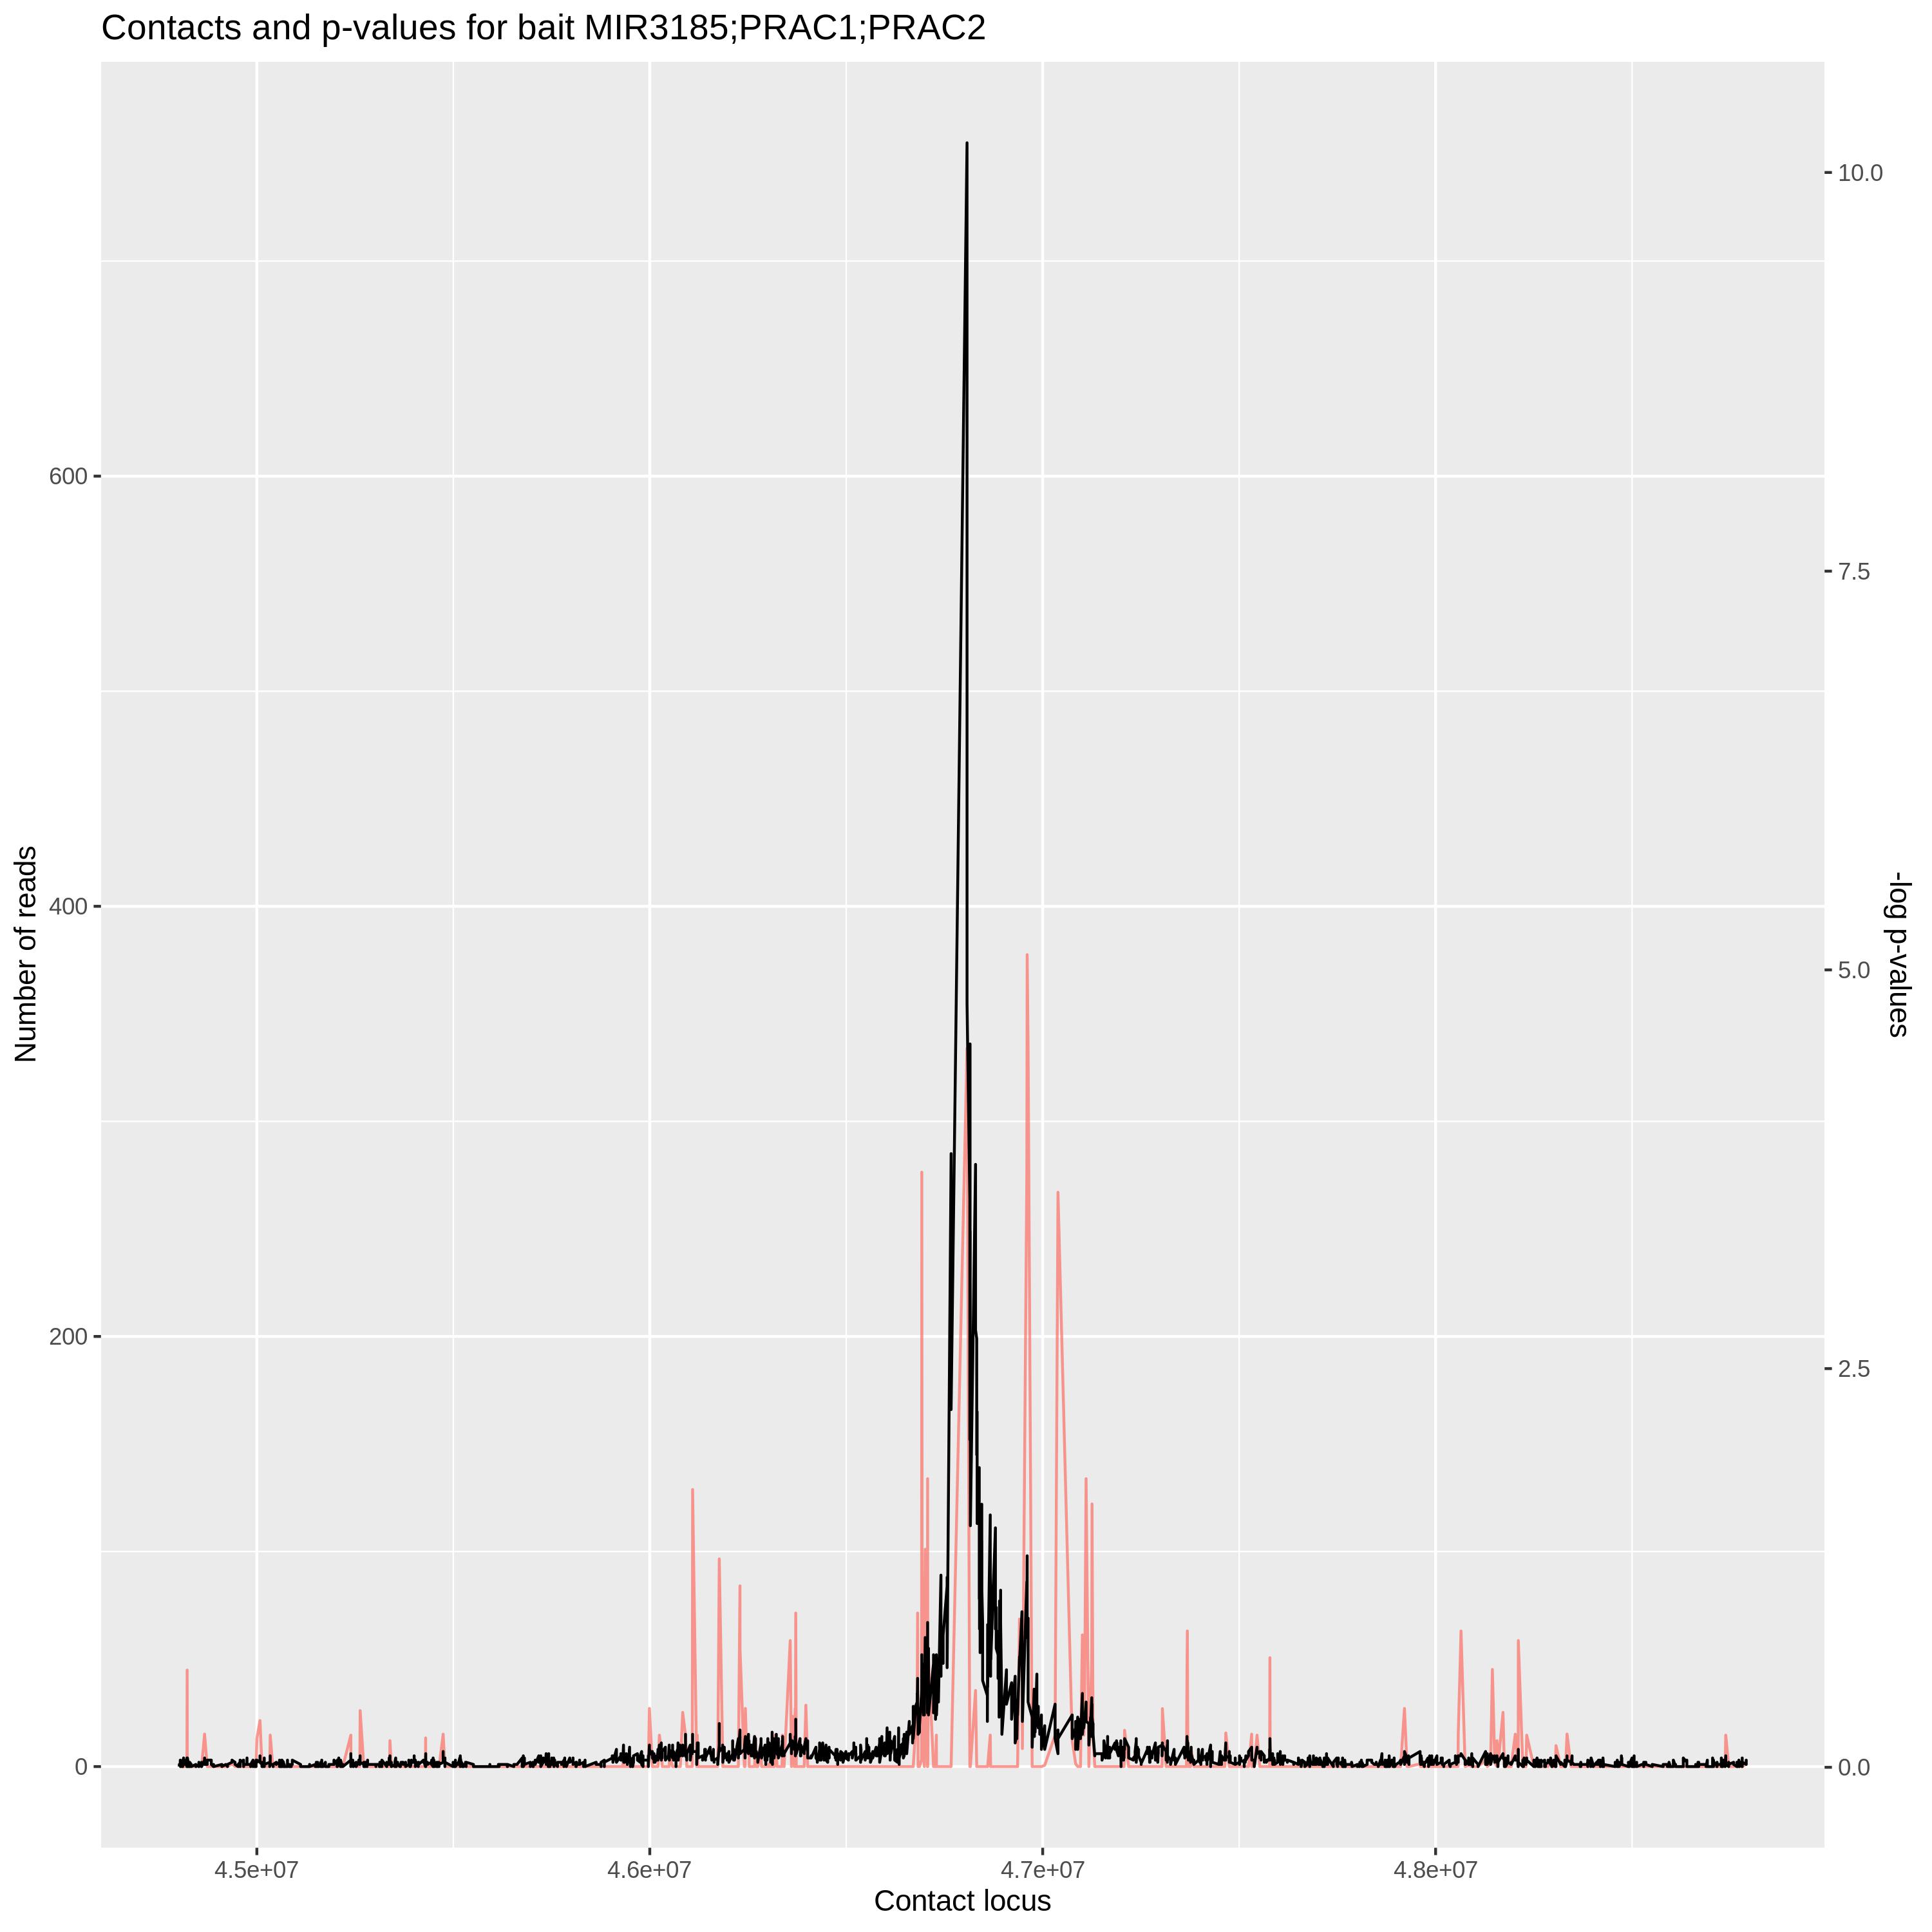 Contacts and p-values for bait MIR3185;PRAC1;PRAC2
Number of reads
600
400
200
0
10.0
7.5
5.0
2.5
0.0
-log p-values
4.5e+07
4.6e+07
4.7e+07
4.8e+07
Contact locus